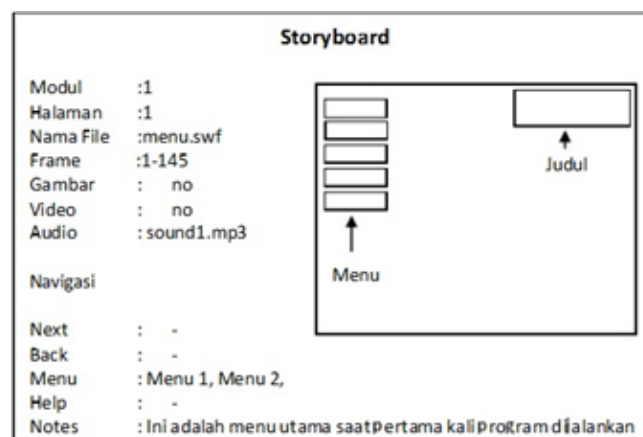 Storyboard
Modul :1
Halaman :1
Nama File :menu.swf
Frame :1-145
Gambar : no
Video : no
Audio : sound1.mp3
Judul
Menu
Navigasi
Next : -
Back : -
Menu : Menu 1, Menu 2,
Help : -
Notes : Ini adalah menu utama saat Pertama kali Program dijalankan